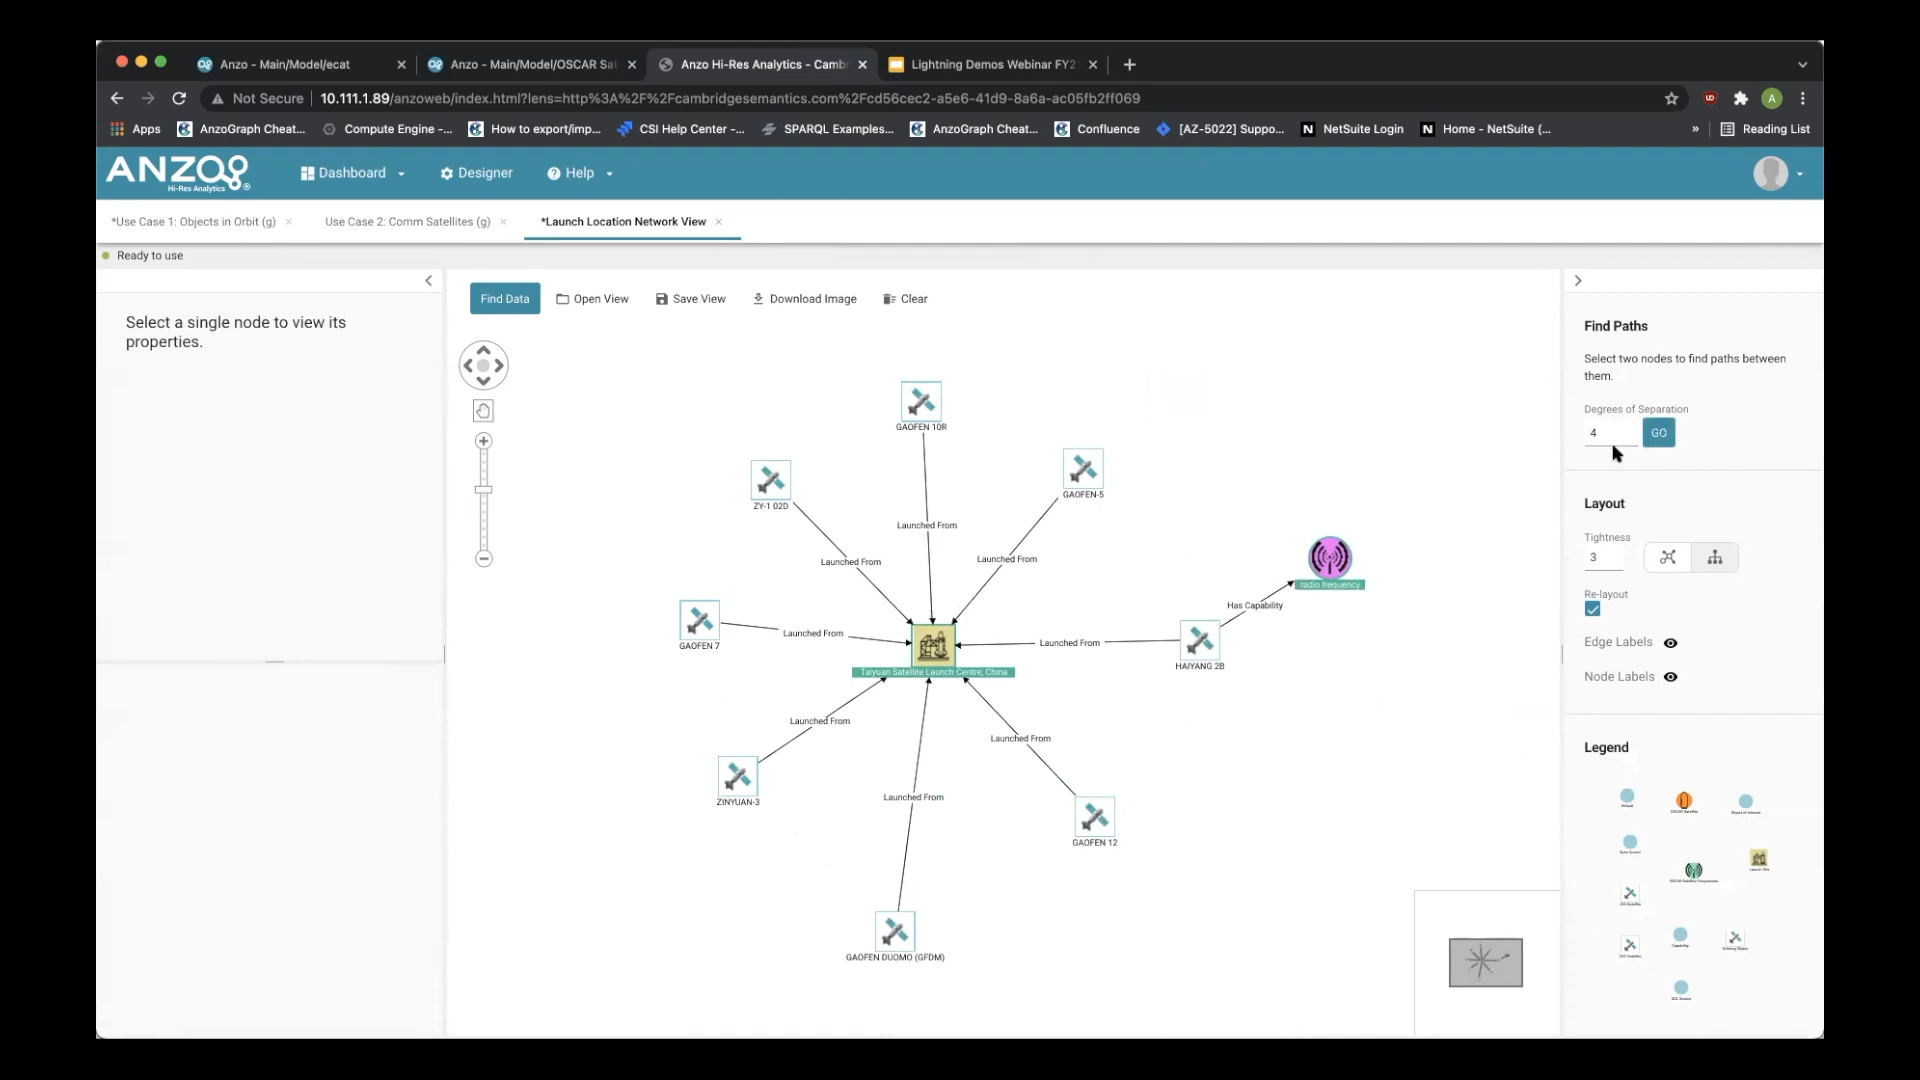 Anzo - Main/Model/ecat
Anzo - Main/Model/OSCAR Sat
Anzo Hi-Res Analytics - Camb
Lightning Demos Webinar FY2
Not Secure
10.111.1.89/anzoweb/index.html?lens=http%3A%2F%2Fcambridgesemantics.com%2Fcd56cec2-a5e6-41d9-8a6a-ac05fb2ff069
A
Apps
AnzoGraph Cheat...
Compute Engine -...
How to export/imp...
CSI Help Center -...
SPARQL Examples...
AnzoGraph Cheat...
Confluence
[AZ-5022] Suppo...
NetSuite Login
Home - NetSuite (...
»
Reading List
ANZO
Hi-Res Analytics
Dashboard
Designer
Help
*Use Case 1: Objects in Orbit (g)
Use Case 2: Comm Satellites (g)
*Launch Location Network View
Ready to use
Select a single node to view its
properties.
Find Data
Open View
Save View
Download Image
Clear
GAOFEN 10R
ZY-1 02D
GAOFEN-5
Launched From
Launched From
Launched From
radio frequency
Has Capability
GAOFEN 7
Launched From
Launched From
HAIYANG 2B
Taiyuan Satellite Launch Centre, China
Launched From
Launched From
ZINYUAN-3
Launched From
GAOFEN 12
GAOFEN DUOMO (GFDM)
Find Paths
Select two nodes to find paths between
them.
Degrees of Separation
4
GO
Layout
Tightness
3
Re-layout
Edge Labels
Node Labels
Legend